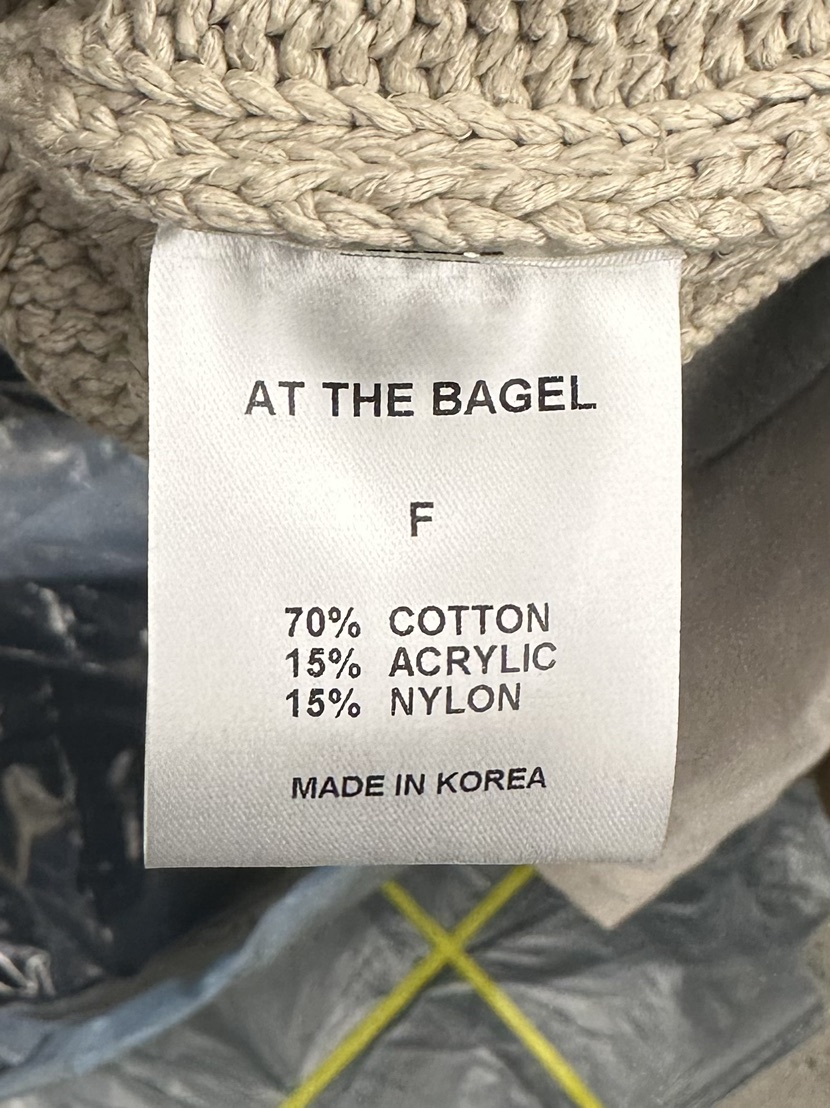 AT THE BAGEL
F
70% COTTON
15% ACRYLIC
15% NYLON
MADE IN KOREA